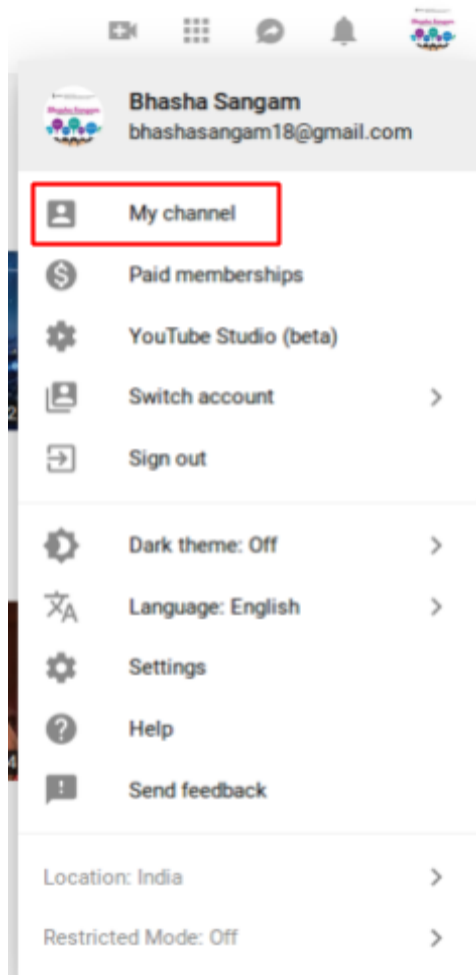 Bhasha Sangam
bhashasangam18@gmail.com
My channel
Paid memberships
YouTube Studio (beta)
Switch account
Sign out
Dark theme: Off
Language: English
Settings
Help
Send feedback
Location: India
Restricted Mode: Off